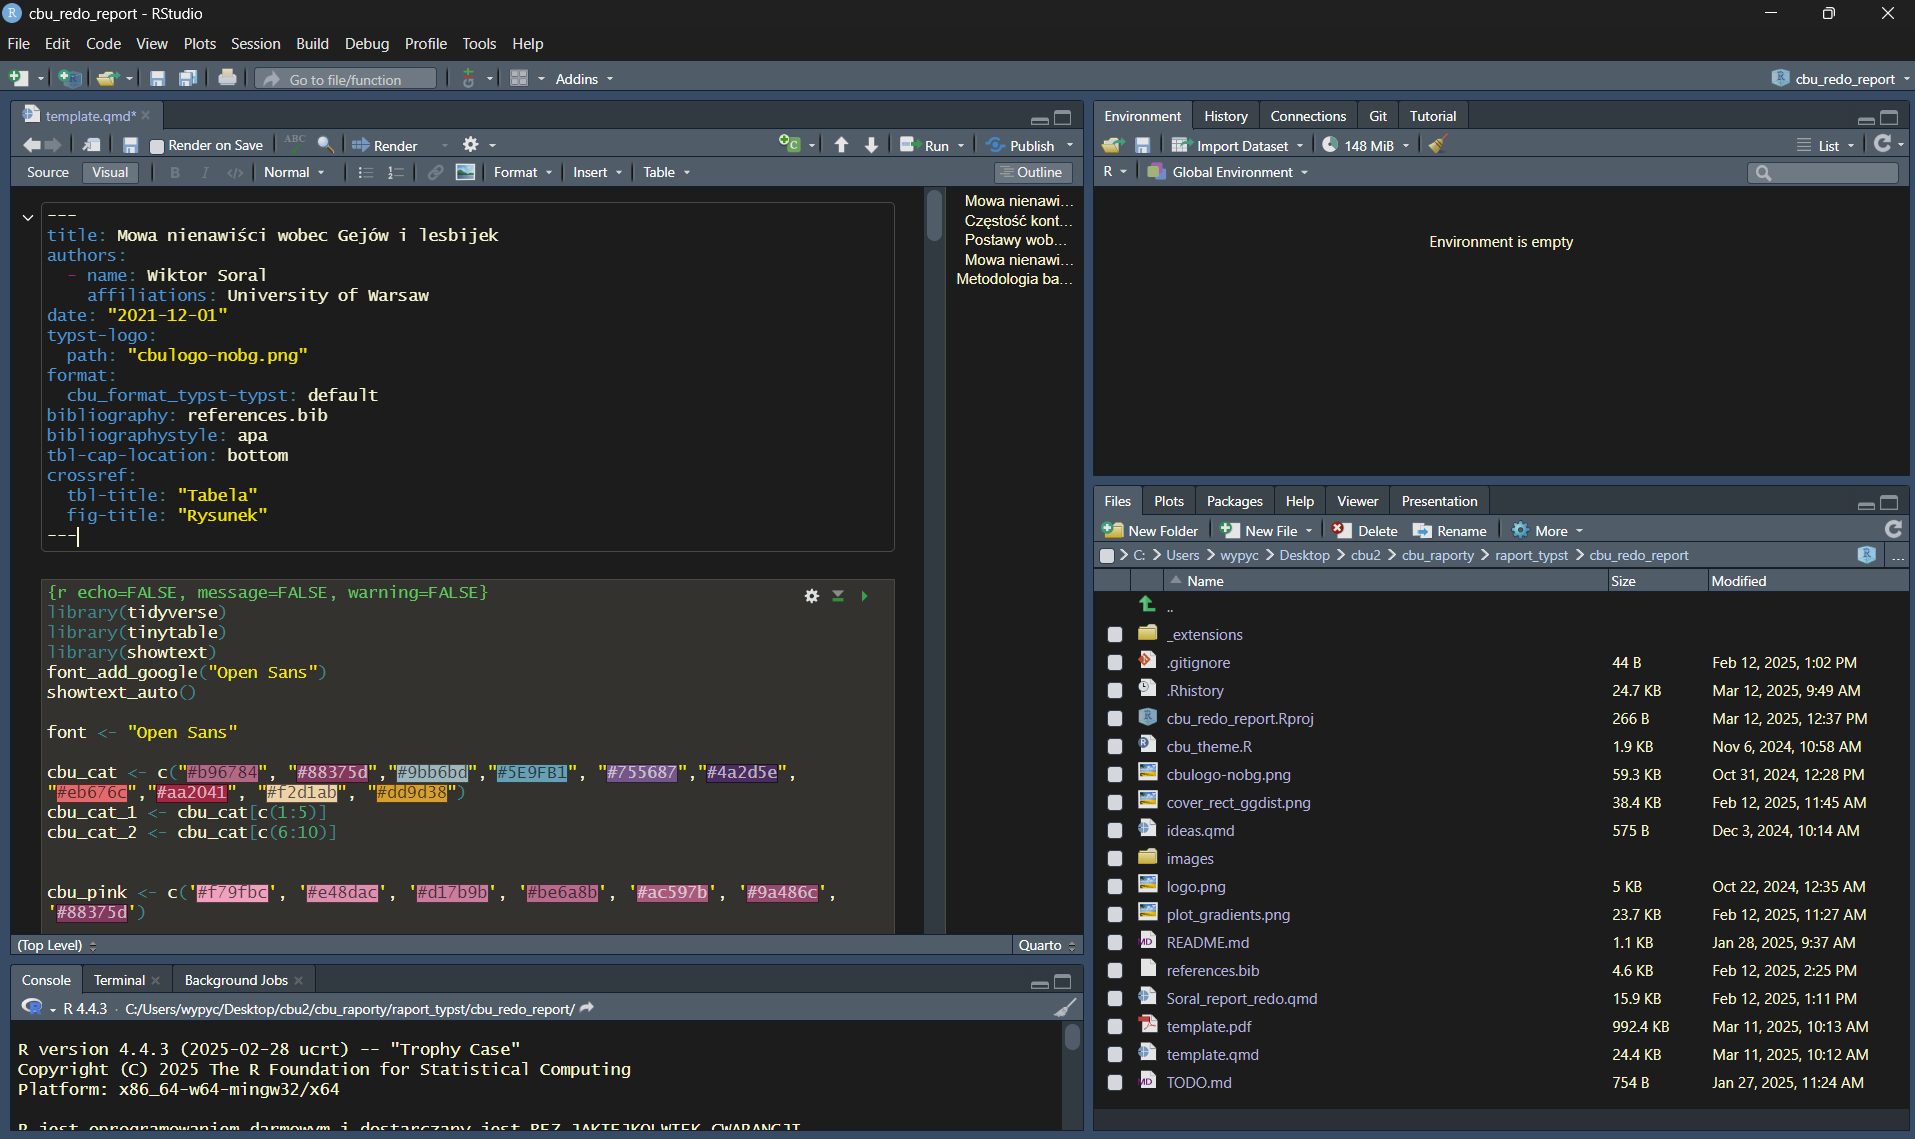 cbu_redo_report - RStudio
File Edit Code View Plots Session Build Debug Profile Tools Help
Go to file/function Addins cbu_redo_report
template.qmd*
Render on Save ABC Render Run Publish
Source Visual B I </> Normal Format Insert Table Outline
---
title: Mowa nienawiści wobec Gejów i lesbijek
authors:
- name: Wiktor Soral
affiliations: University of Warsaw
date: "2021-12-01"
typst-logo:
path: "cbulogo-nobg.png"
format:
cbu_format_typst-typst: default
bibliography: references.bib
bibliographystyle: apa
tbl-cap-location: bottom
crossref:
tbl-title: "Tabela"
fig-title: "Rysunek"
---
Mowa nienawi...
Częstość kont...
Postawy wob...
Mowa nienawi...
Metodologia ba...
{r echo=FALSE, message=FALSE, warning=FALSE}
library(tidyverse)
library(tinytable)
library(showtext)
font_add_google("Open Sans")
showtext_auto()
font <- "Open Sans"
cbu_cat <- c("#b96784", "#88375d","#9bb6bd","#5E9FB1", "#755687","#4a2d5e",
"#eb676c","#aa2041", "#f2d1ab", "#dd9d38")
cbu_cat_1 <- cbu_cat[c(1:5)]
cbu_cat_2 <- cbu_cat[c(6:10)]
cbu_pink <- c('#f79fbc', '#e48dac', '#d17b9b', '#be6a8b', '#ac597b', '#9a486c',
'#88375d')
(Top Level) Quarto
Console Terminal Background Jobs
R 4.4.3 · C:/Users/wypyc/Desktop/cbu2/cbu_raporty/raport_typst/cbu_redo_report/
R version 4.4.3 (2025-02-28 ucrt) -- "Trophy Case"
Copyright (C) 2025 The R Foundation for Statistical Computing
Platform: x86_64-w64-mingw32/x64
R jest oprogramowaniem darmowym i dostarczany jest BEZ JAKIEJKOLWIEK GWARANCJI
Environment History Connections Git Tutorial
Import Dataset 148 MiB List
R Global Environment
Environment is empty
Files Plots Packages Help Viewer Presentation
New Folder New File Delete Rename More
C: > Users > wypyc > Desktop > cbu2 > cbu_raporty > raport_typst > cbu_redo_report ...
Name Size Modified
..
_extensions
.gitignore 44 B Feb 12, 2025, 1:02 PM
.Rhistory 24.7 KB Mar 12, 2025, 9:49 AM
cbu_redo_report.Rproj 266 B Mar 12, 2025, 12:37 PM
cbu_theme.R 1.9 KB Nov 6, 2024, 10:58 AM
cbulogo-nobg.png 59.3 KB Oct 31, 2024, 12:28 PM
cover_rect_ggdist.png 38.4 KB Feb 12, 2025, 11:45 AM
ideas.qmd 575 B Dec 3, 2024, 10:14 AM
images
logo.png 5 KB Oct 22, 2024, 12:35 AM
plot_gradients.png 23.7 KB Feb 12, 2025, 11:27 AM
README.md 1.1 KB Jan 28, 2025, 9:37 AM
references.bib 4.6 KB Feb 12, 2025, 2:25 PM
Soral_report_redo.qmd 15.9 KB Feb 12, 2025, 1:11 PM
template.pdf 992.4 KB Mar 11, 2025, 10:13 AM
template.qmd 24.4 KB Mar 11, 2025, 10:12 AM
TODO.md 754 B Jan 27, 2025, 11:24 AM